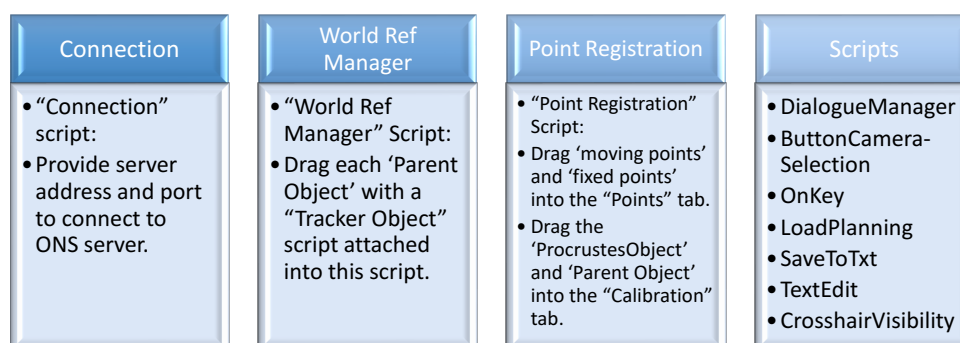 Connection
• “Connection”
script:
• Provide server
address and port
to connect to
ONS server.
World Ref
Manager
• “World Ref
Manager” Script:
• Drag each ‘Parent
Object’ with a
“Tracker Object”
script attached
into this script.
Point Registration
• “Point Registration”
Script:
• Drag ‘moving points’
and ‘fixed points’
into the “Points” tab.
• Drag the
‘ProcrustesObject’
and ‘Parent Object’
into the “Calibration”
tab.
Scripts
• DialogueManager
• ButtonCamera-
Selection
• OnKey
• LoadPlanning
• SaveToTxt
• TextEdit
• CrosshairVisibility